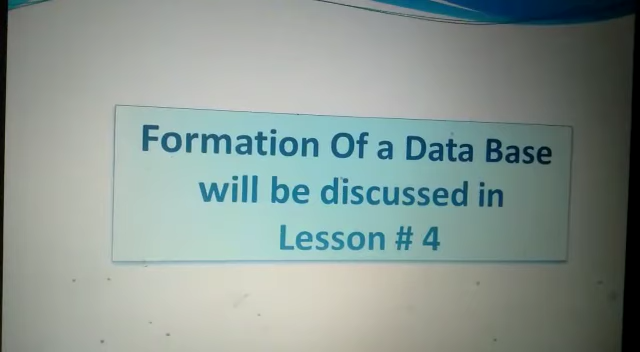 Formation Of a Data Base
will be discussed in
Lesson # 4